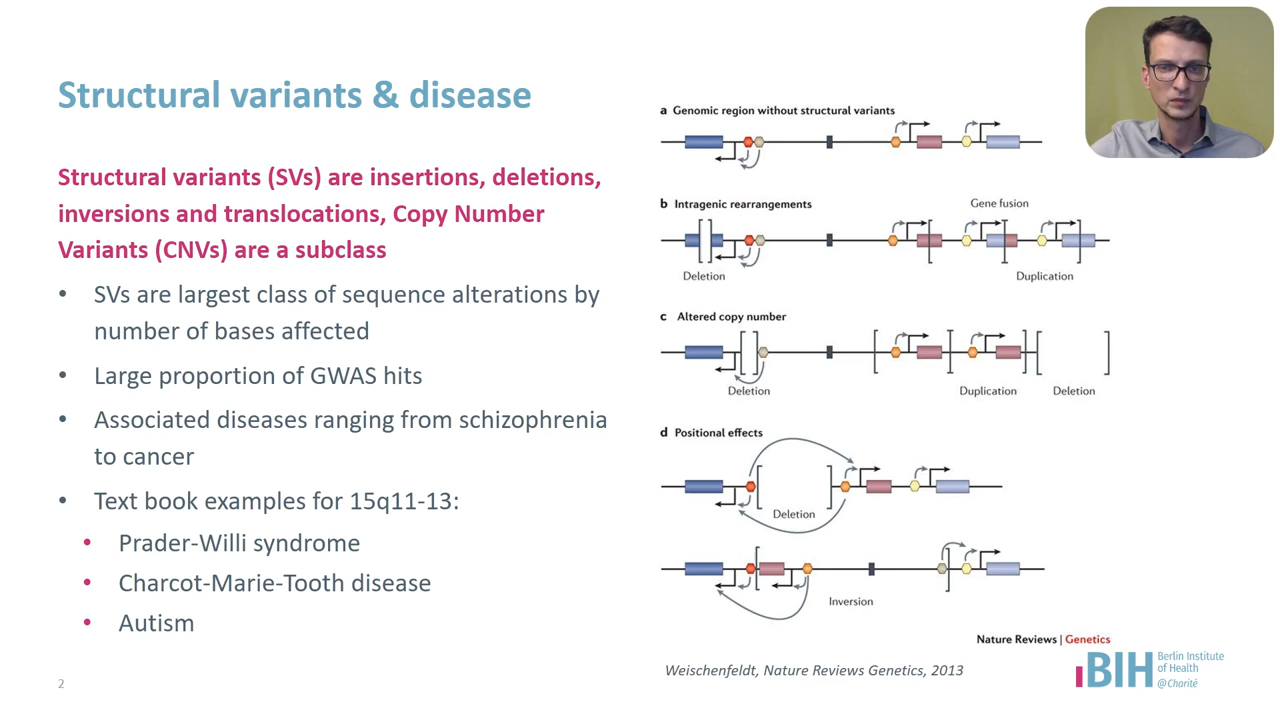 Structural variants & disease
Structural variants (SVs) are insertions, deletions,
inversions and translocations, Copy Number
Variants (CNVs) are a subclass
• SVs are largest class of sequence alterations by
number of bases affected
• Large proportion of GWAS hits
• Associated diseases ranging from schizophrenia
to cancer
• Text book examples for 15q11-13:
• Prader-Willi syndrome
• Charcot-Marie-Tooth disease
• Autism
2
a Genomic region without structural variants
b Intragenic rearrangements
Gene fusion
Deletion
Duplication
c Altered copy number
Deletion
Duplication
Deletion
d Positional effects
Deletion
Inversion
Nature Reviews | Genetics
Weischenfeldt, Nature Reviews Genetics, 2013
BIH
Berlin Institute
of Health
@Charité